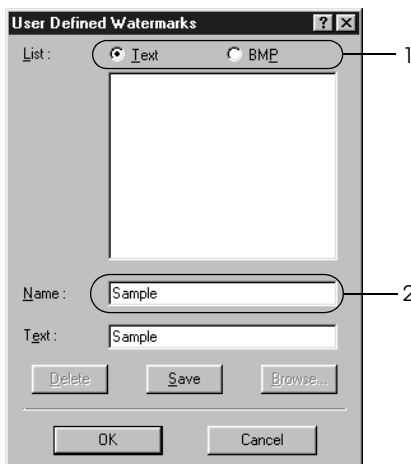 User Defined Watermarks ? ×
List : Text BMP 1
Name : Sample 2
Text : Sample
Delete Save Browse...
OK Cancel